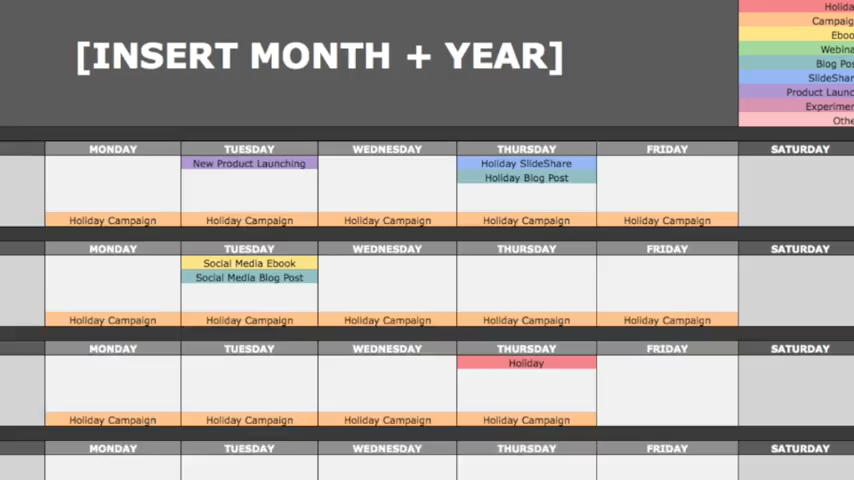 [INSERT MONTH + YEAR]
Holida
Campaig
Eboo
Webina
Blog Pos
SlideShar
Product Launc
Experimen
Othe
MONDAY TUESDAY WEDNESDAY THURSDAY FRIDAY SATURDAY
New Product Launching Holiday SlideShare
Holiday Blog Post
Holiday Campaign Holiday Campaign Holiday Campaign Holiday Campaign Holiday Campaign
MONDAY TUESDAY WEDNESDAY THURSDAY FRIDAY SATURDAY
Social Media Ebook
Social Media Blog Post
Holiday Campaign Holiday Campaign Holiday Campaign Holiday Campaign Holiday Campaign
MONDAY TUESDAY WEDNESDAY THURSDAY FRIDAY SATURDAY
Holiday
Holiday Campaign Holiday Campaign Holiday Campaign Holiday Campaign
MONDAY TUESDAY WEDNESDAY THURSDAY FRIDAY SATURDAY